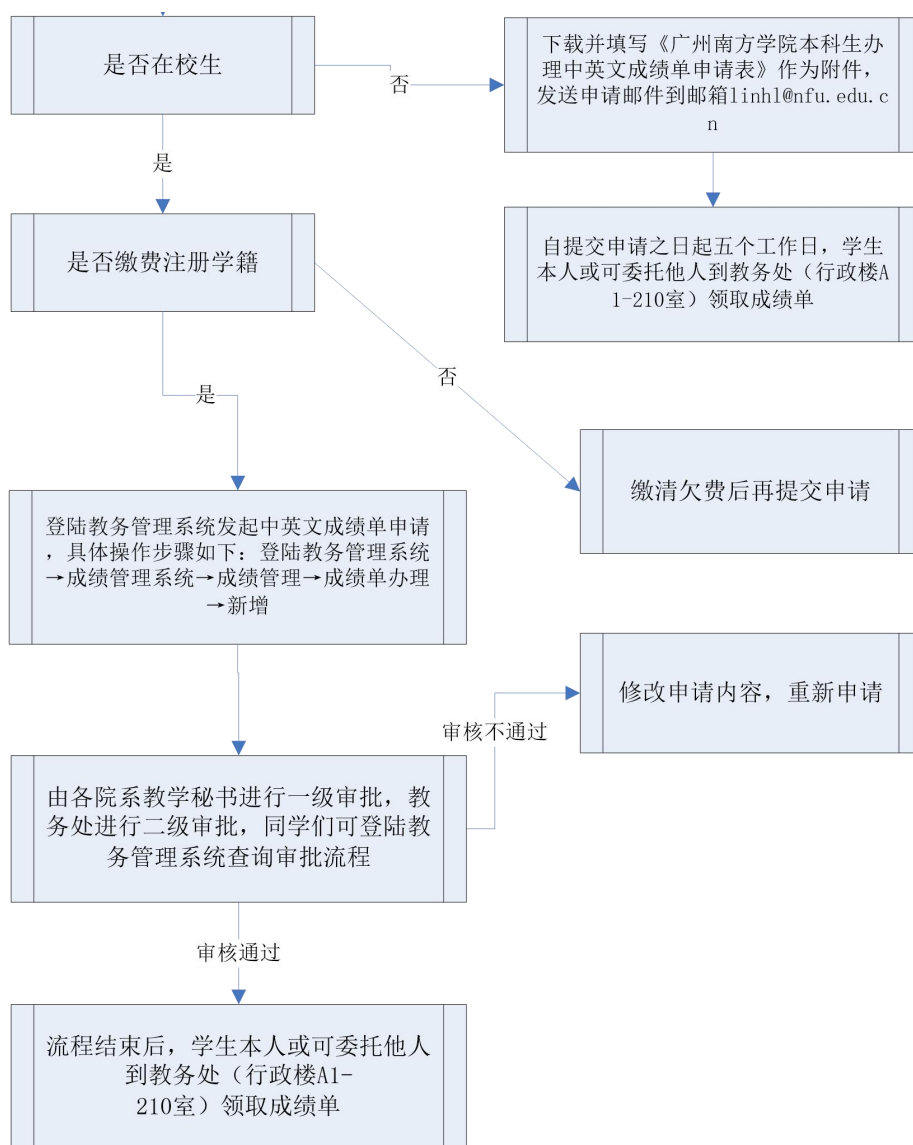 是否在校生
否
下载并填写《广州南方学院本科生办
理中英文成绩单申请表》作为附件，
发送申请邮件到邮箱linhl@nfu.edu.c
n
是
是否缴费注册学籍
自提交申请之日起五个工作日，学生
本人或可委托他人到教务处（行政楼A
1-210室）领取成绩单
否
是
缴清欠费后再提交申请
登陆教务管理系统发起中英文成绩单申请
，具体操作步骤如下：登陆教务管理系统
→成绩管理系统→成绩管理→成绩单办理
→新增
修改申请内容，重新申请
审核不通过
由各院系教学秘书进行一级审批，教
务处进行二级审批，同学们可登陆教
务管理系统查询审批流程
审核通过
流程结束后，学生本人或可委托他人
到教务处（行政楼A1-
210室）领取成绩单